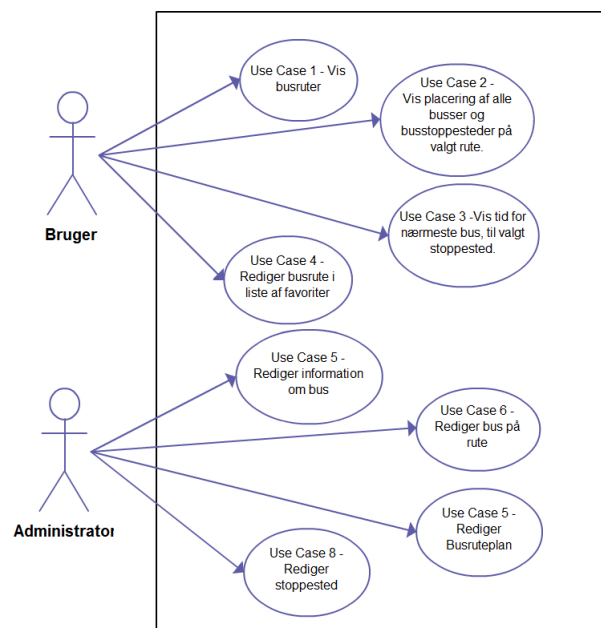 Use Case 1 - Vis
busruter
Use Case 2 -
Vis placering af alle
busser og
busstoppesteder på
valgt rute.
Bruger
Use Case 3 -Vis tid for
nærmeste bus, til valgt
stoppested.
Use Case 4 -
Rediger busrute i
liste af favoriter
Use Case 5 -
Rediger information
om bus
Use Case 6 -
Rediger bus på
rute
Administrator
Use Case 5 -
Rediger
Busruteplan
Use Case 8 -
Rediger
stoppested